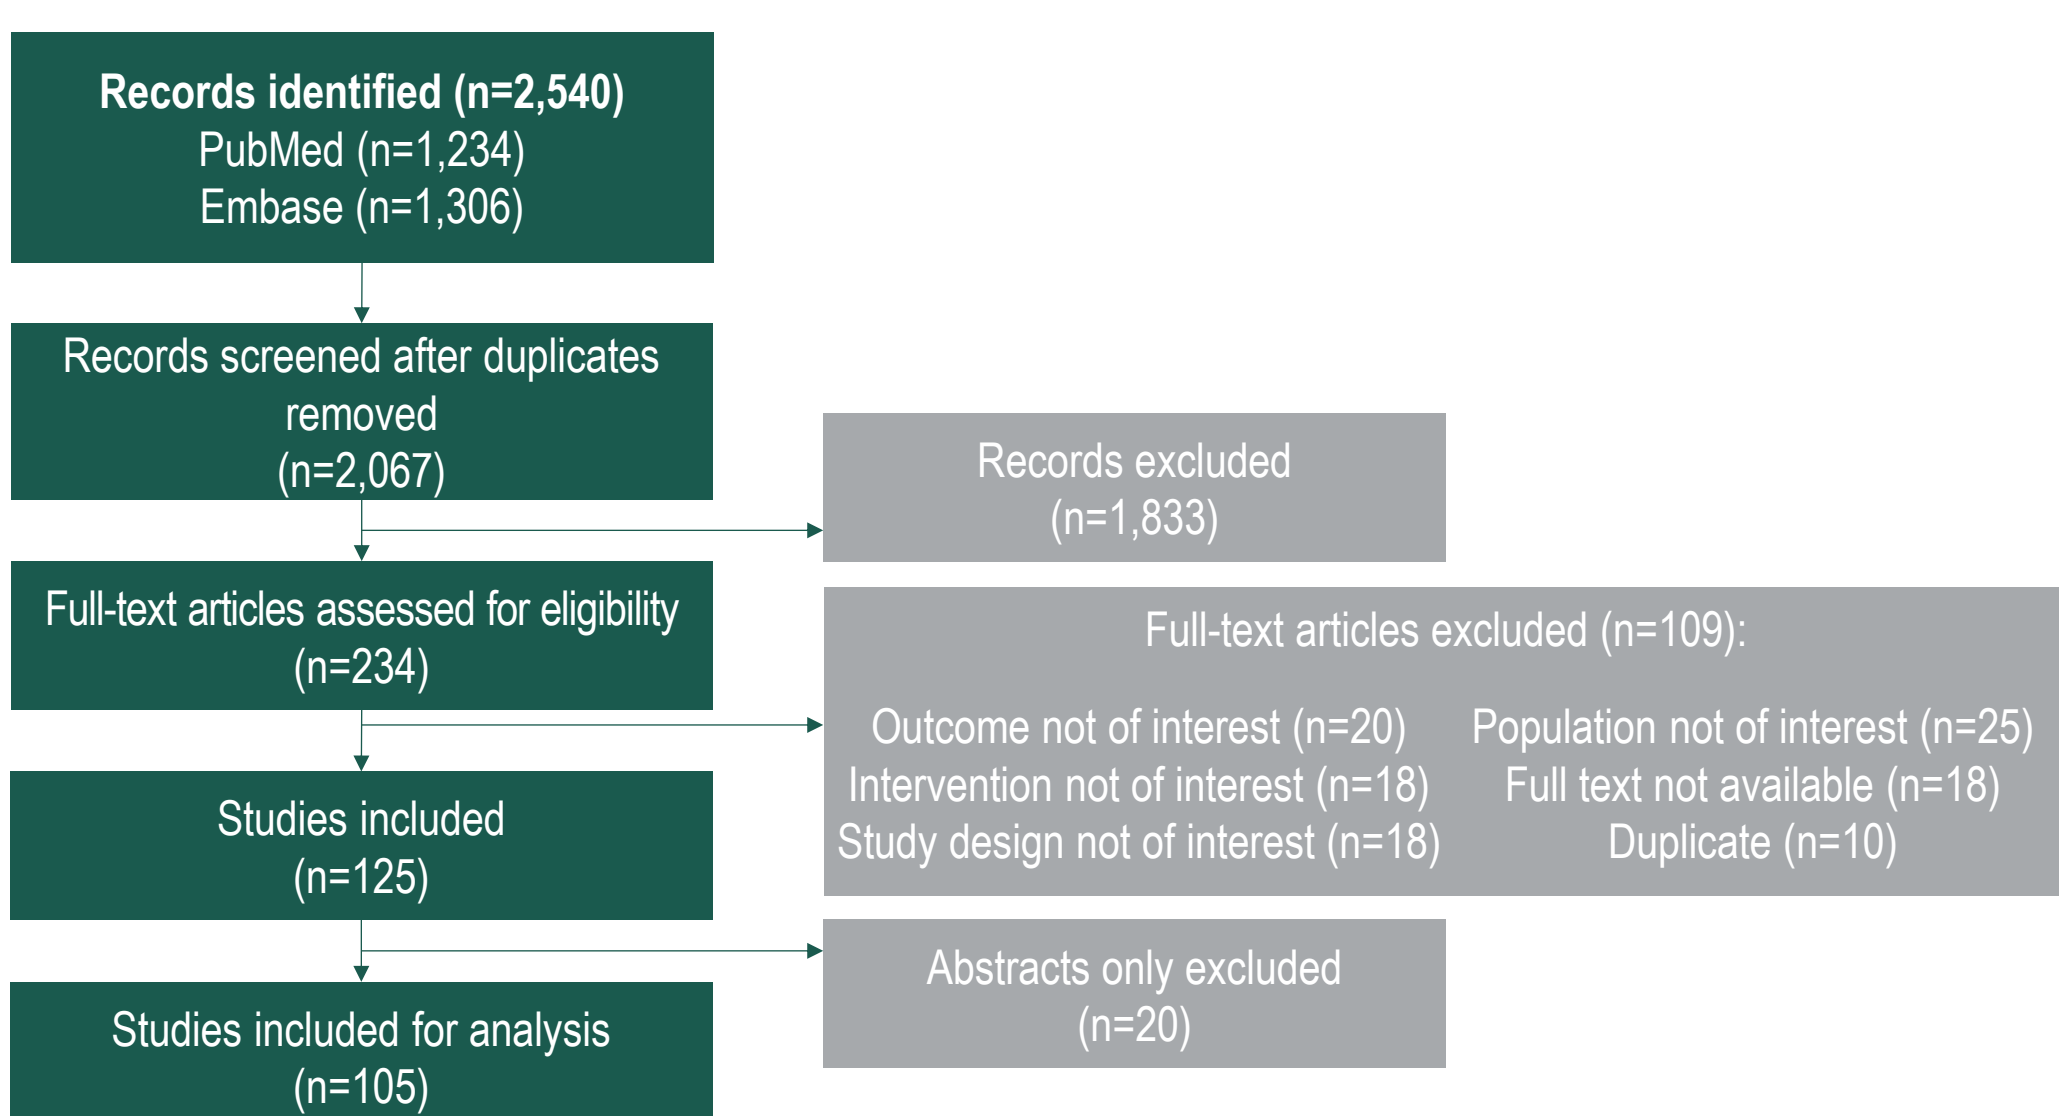 Records identified (n=2,540)
PubMed (n=1,234)
Embase (n=1,306)
Records screened after duplicates
removed
(n=2,067)
Records excluded
(n=1,833)
Full-text articles assessed for eligibility
(n=234)
Full-text articles excluded (n=109):
Outcome not of interest (n=20)
Intervention not of interest (n=18)
Study design not of interest (n=18)
Population not of interest (n=25)
Full text not available (n=18)
Duplicate (n=10)
Studies included
(n=125)
Abstracts only excluded
(n=20)
Studies included for analysis
(n=105)